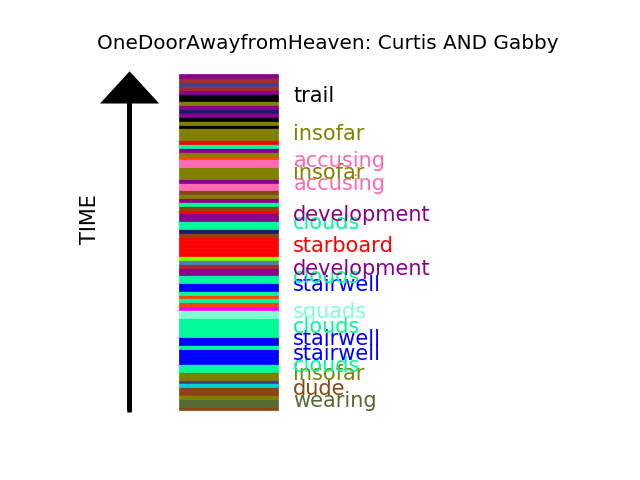 OneDoorAwayfromHeaven: Curtis AND Gabby
TIME
trail
insofar
accusing
insofar
accusing
development
clouds
starboard
development
clouds
stairwell
squads
clouds
stairwell
stairwell
clouds
insofar
dude
wearing